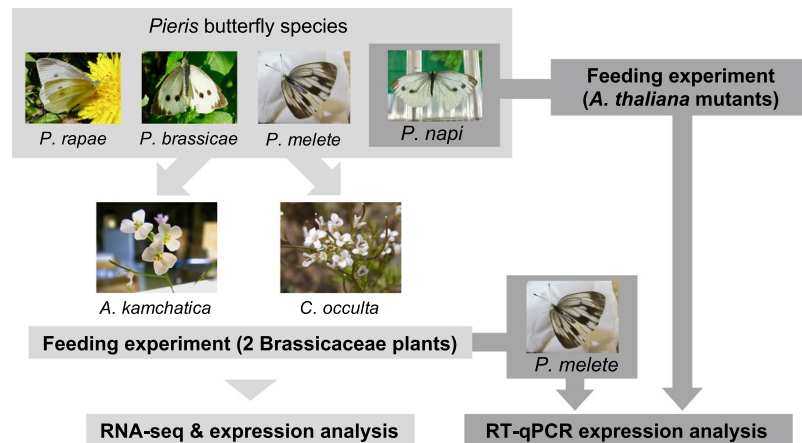 Pieris butterfly species
P. rapae
P. brassicae
P. melete
P. napi
Feeding experiment
(A. thaliana mutants)
A. kamchatica
C. occulta
Feeding experiment (2 Brassicaceae plants)
P. melete
RNA-seq & expression analysis
RT-qPCR expression analysis